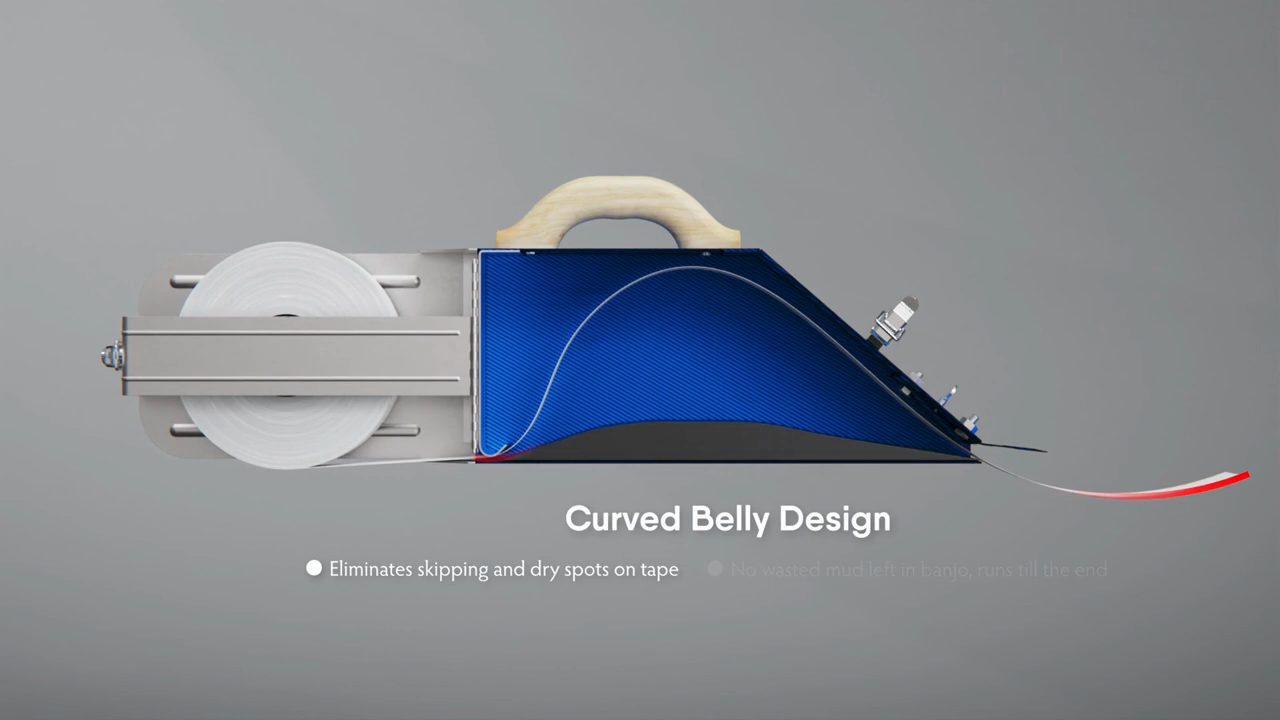 Curved Belly Design
Eliminates skipping and dry spots on tape
No wasted mud left in banjo, runs till the end